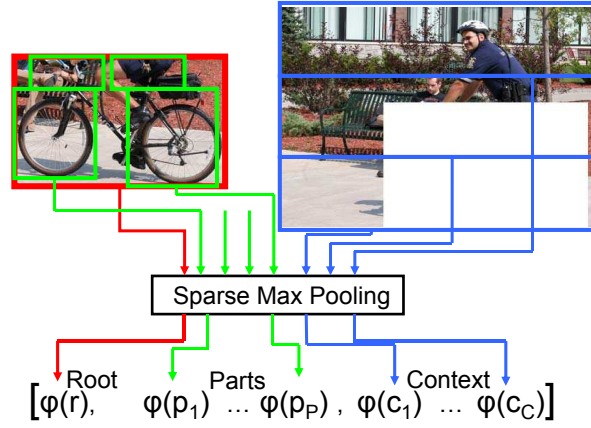 Sparse Max Pooling
Root Parts Context
[φ(r), φ(p₁) ... φ(pP) , φ(c₁) ... φ(cC)]